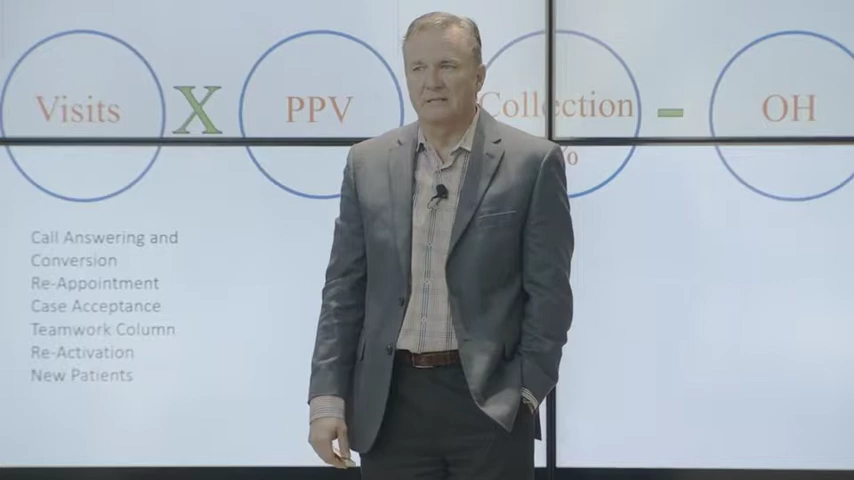 Visits X PPV Collection - OH
%
Call Answering and
Conversion
Re-Appointment
Case Acceptance
Teamwork Column
Re-Activation
New Patients